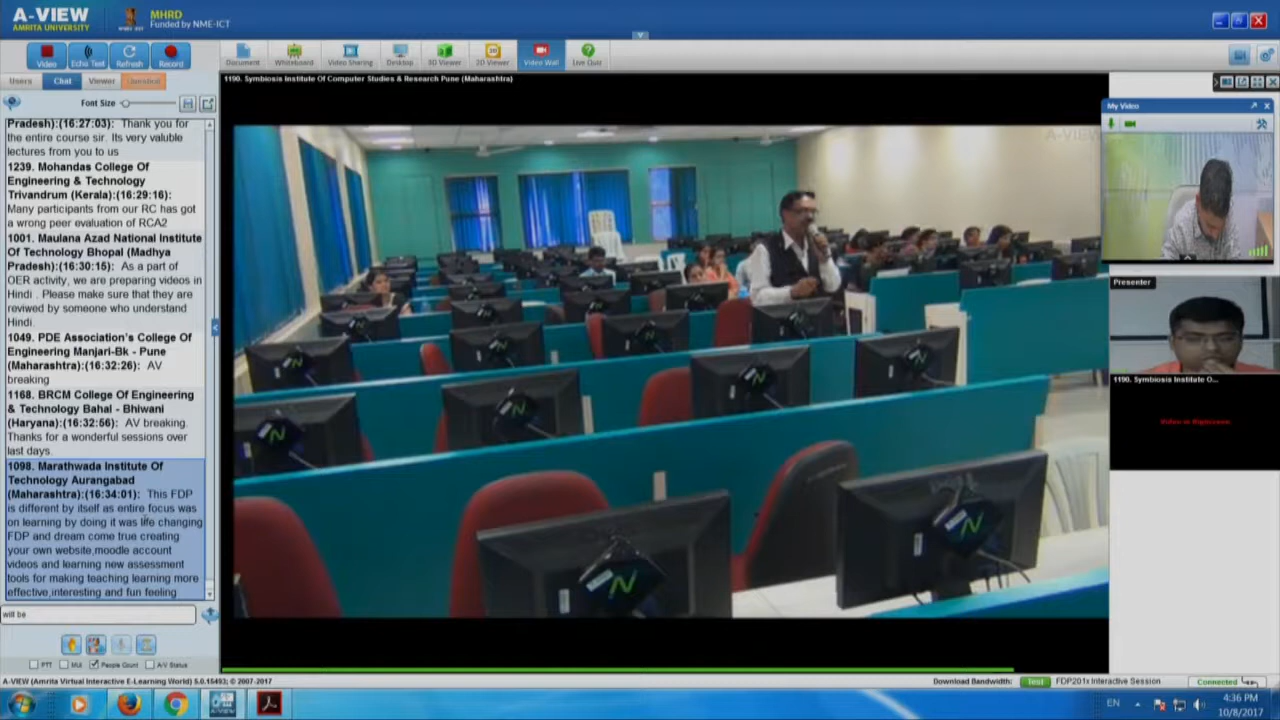 A-VIEW
AMRITA UNIVERSITY
MHRD
Funded by NME-ICT
Video
Echo Test
Refresh
Record
Document
Whiteboard
Video Sharing
Desktop
3D Viewer
2D Viewer
Video Wall
Live Quiz
Users
Chat
Viewer
Question
Font Size
Pradesh):(16:27:03): Thank you for
the entire course sir. Its very valuble
lectures from you to us
1239. Mohandas College Of
Engineering & Technology
Trivandrum (Kerala):(16:29:16):
Many participants from our RC has got
a wrong peer evaluation of RCA2
1001. Maulana Azad National Institute
Of Technology Bhopal (Madhya
Pradesh):(16:30:15): As a part of
OER activity, we are preparing videos in
Hindi . Please make sure that they are
reviwed by someone who understand
Hindi.
1049. PDE Association's College Of
Engineering Manjari-Bk - Pune
(Maharashtra):(16:32:26): AV
breaking
1168. BRCM College Of Engineering
& Technology Bahal - Bhiwani
(Haryana):(16:32:56): AV breaking.
Thanks for a wonderful sessions over
last days.
1098. Marathwada Institute Of
Technology Aurangabad
(Maharashtra):(16:34:01): This FDP
is different by itself as entire focus was
on learning by doing it was life changing
FDP and dream come true creating
your own website,moodle account
videos and learning new assessment
tools for making teaching learning more
effective,interesting and fun feeling
will be
PTT
Mul
People Count
A/V Status
1190. Symbiosis Institute Of Computer Studies & Research Pune (Maharashtra)
A-VIEW
My Video
Presenter
1190. Symbiosis Institute O...
A-VIEW (Amrita Virtual Interactive E-Learning World) 5.0.15493; © 2007-2017
Download Bandwidth:
Test
FDP201x Interactive Session
Connected
EN
4:36 PM
10/8/2017